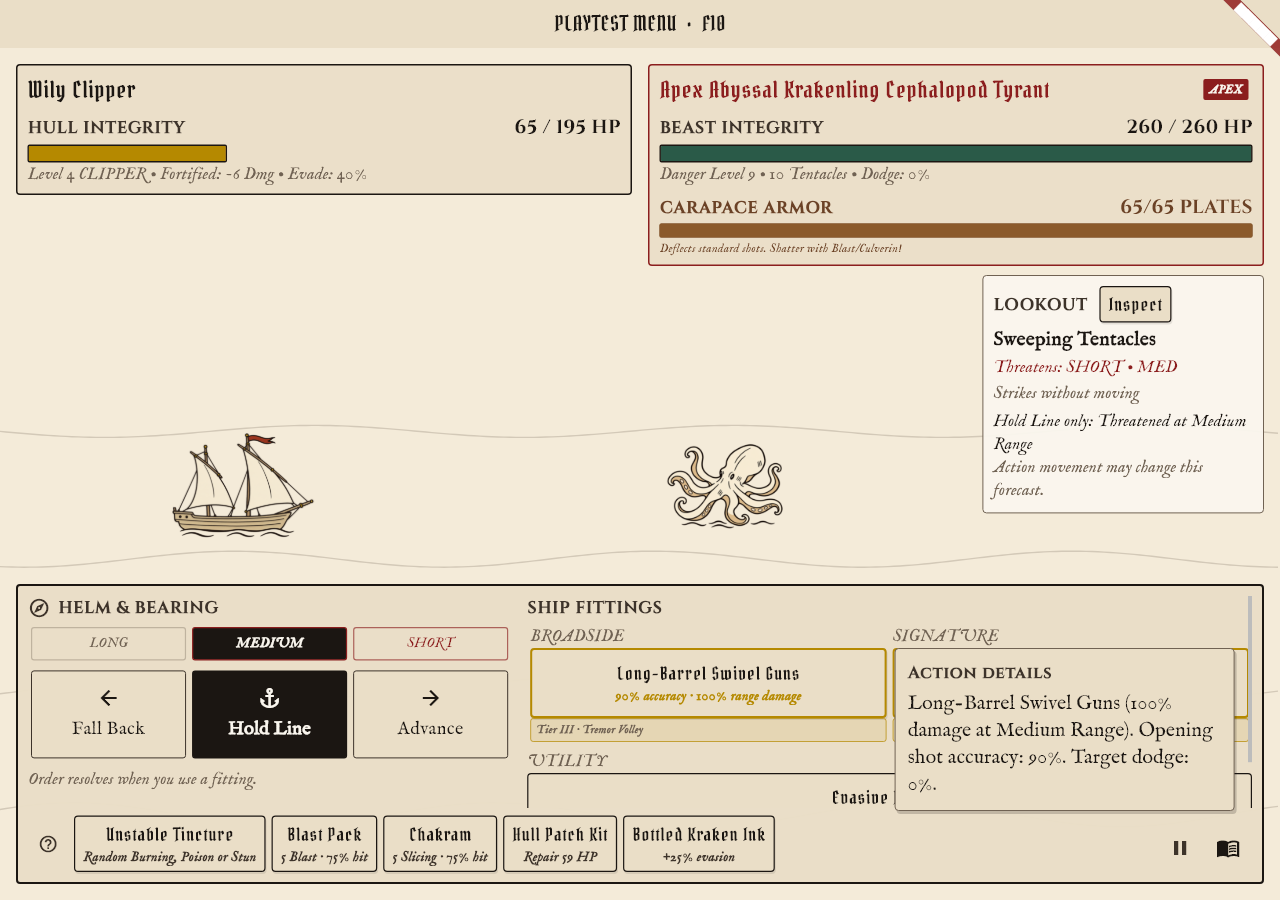 PLAYTEST MENU · F10
Wily Clipper
HULL INTEGRITY 65 / 195 HP
Level 4 CLIPPER • Fortified: -6 Dmg • Evade: 40%
Apex Abyssal Krakenling Cephalopod Tyrant APEX
BEAST INTEGRITY 260 / 260 HP
Danger Level 9 • 10 Tentacles • Dodge: 0%
CARAPACE ARMOR 65/65 PLATES
Deflects standard shots. Shatter with Blast/Culverin!
LOOKOUT Inspect
Sweeping Tentacles
Threatens: SHORT • MED
Strikes without moving
Hold Line only: Threatened at Medium
Range
Action movement may change this
forecast.
HELM & BEARING
LONG MEDIUM SHORT
Fall Back Hold Line Advance
Order resolves when you use a fitting.
SHIP FITTINGS
BROADSIDE SIGNATURE
Long-Barrel Swivel Guns
90% accuracy · 100% range damage
Tier III · Tremor Volley
UTILITY
Evasive
ACTION DETAILS
Long-Barrel Swivel Guns (100%
damage at Medium Range). Opening
shot accuracy: 90%. Target dodge:
0%.
Unstable Tincture
Random Burning, Poison or Stun
Blast Pack
5 Blast · 75% hit
Chakram
5 Slicing · 75% hit
Hull Patch Kit
Repair 59 HP
Bottled Kraken Ink
+25% evasion